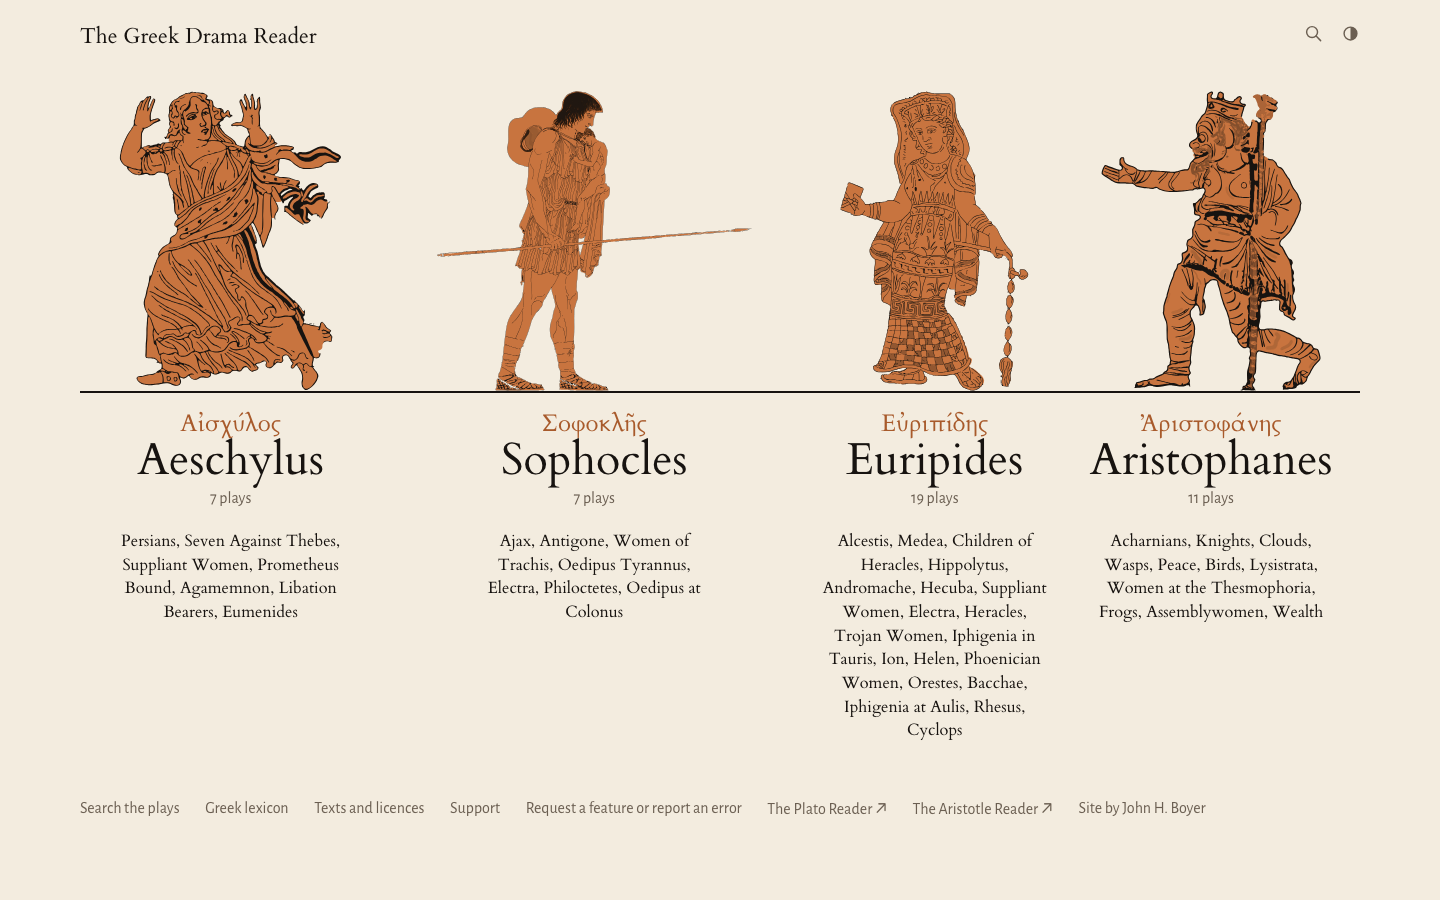 The Greek Drama Reader
Αἰσχύλος
Aeschylus
7 plays
Persians, Seven Against Thebes,
Suppliant Women, Prometheus
Bound, Agamemnon, Libation
Bearers, Eumenides
Σοφοκλῆς
Sophocles
7 plays
Ajax, Antigone, Women of
Trachis, Oedipus Tyrannus,
Electra, Philoctetes, Oedipus at
Colonus
Εὐριπίδης
Euripides
19 plays
Alcestis, Medea, Children of
Heracles, Hippolytus,
Andromache, Hecuba, Suppliant
Women, Electra, Heracles,
Trojan Women, Iphigenia in
Tauris, Ion, Helen, Phoenician
Women, Orestes, Bacchae,
Iphigenia at Aulis, Rhesus,
Cyclops
Ἀριστοφάνης
Aristophanes
11 plays
Acharnians, Knights, Clouds,
Wasps, Peace, Birds, Lysistrata,
Women at the Thesmophoria,
Frogs, Assemblywomen, Wealth
Search the plays Greek lexicon Texts and licences Support Request a feature or report an error The Plato Reader ↗ The Aristotle Reader ↗ Site by John H. Boyer